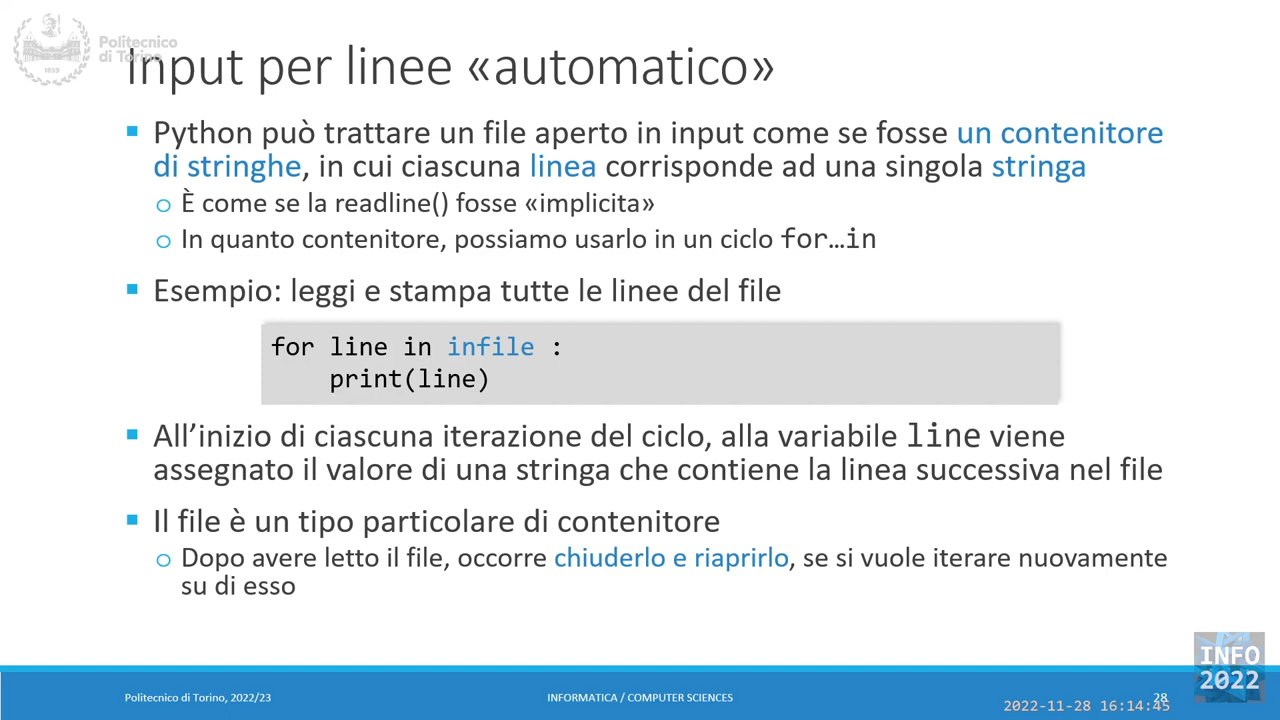 Politecnico
di Torino
1859
Input per linee «automatico»
Python può trattare un file aperto in input come se fosse un contenitore
di stringhe, in cui ciascuna linea corrisponde ad una singola stringa
È come se la readline() fosse «implicita»
In quanto contenitore, possiamo usarlo in un ciclo for…in
Esempio: leggi e stampa tutte le linee del file
for line in infile :
print(line)
All’inizio di ciascuna iterazione del ciclo, alla variabile line viene
assegnato il valore di una stringa che contiene la linea successiva nel file
Il file è un tipo particolare di contenitore
Dopo avere letto il file, occorre chiuderlo e riaprirlo, se si vuole iterare nuovamente
su di esso
INFO
2022
Politecnico di Torino, 2022/23
INFORMATICA / COMPUTER SCIENCES
28
2022-11-28 16:14:45